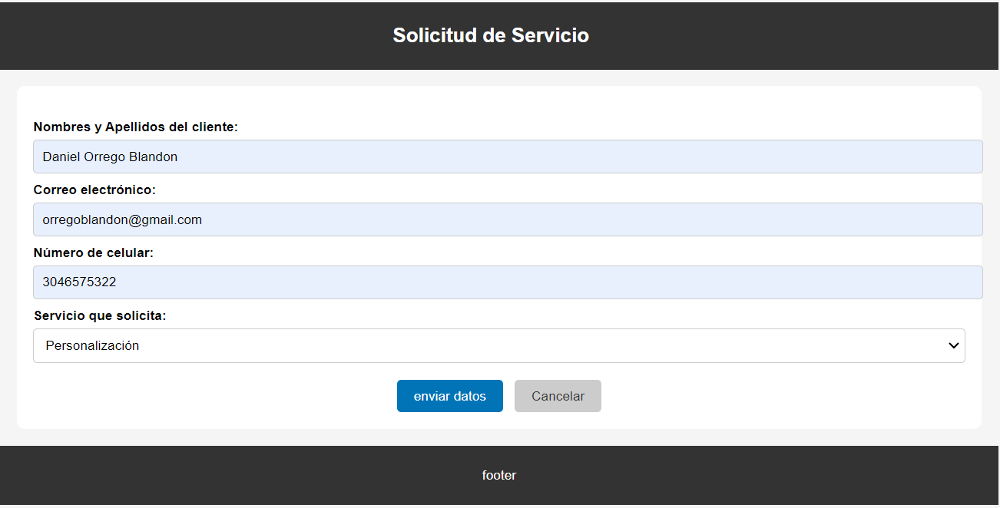 Solicitud de Servicio
Nombres y Apellidos del cliente:
Daniel Orrego Blandon
Correo electrónico:
orregoblandon@gmail.com
Número de celular:
3046575322
Servicio que solicita:
Personalización
enviar datos Cancelar
footer